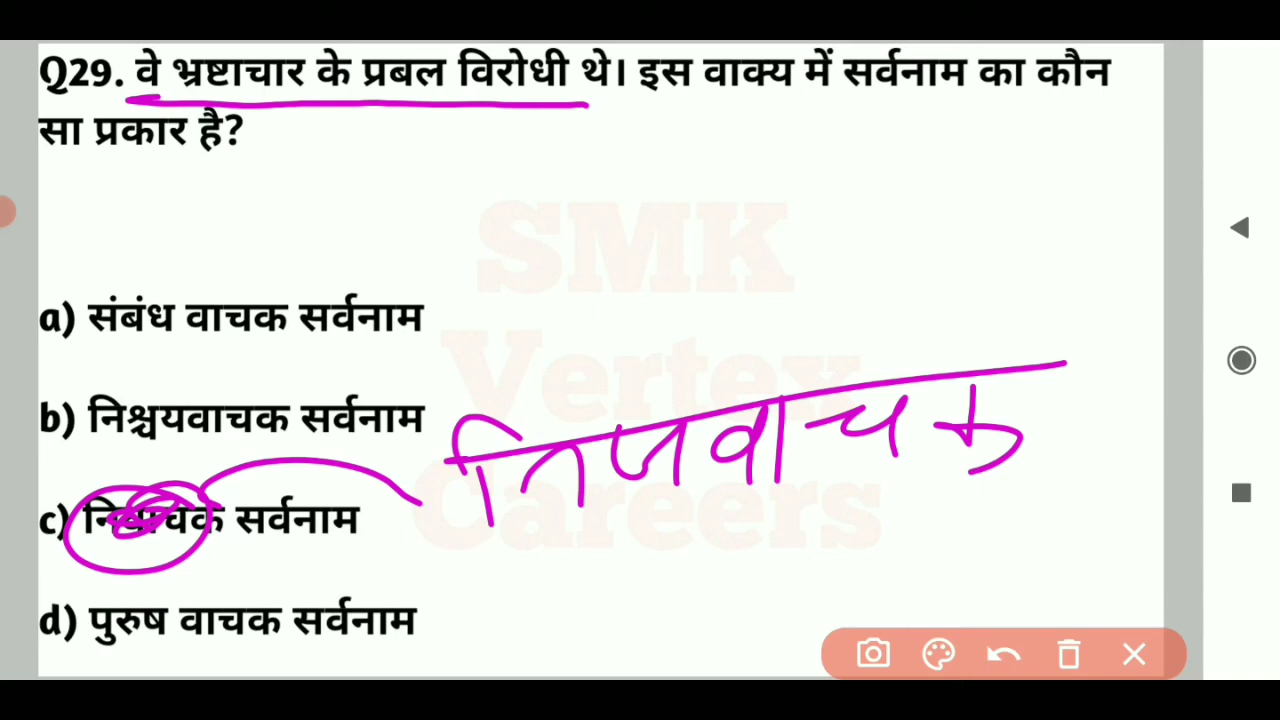 Q29. वे भ्रष्टाचार के प्रबल विरोधी थे। इस वाक्य में सर्वनाम का कौन
सा प्रकार है?
SMK
Vertex
Careers
a) संबंध वाचक सर्वनाम
b) निश्चयवाचक सर्वनाम
निजवाचक
c) निवाचक सर्वनाम
d) पुरुष वाचक सर्वनाम